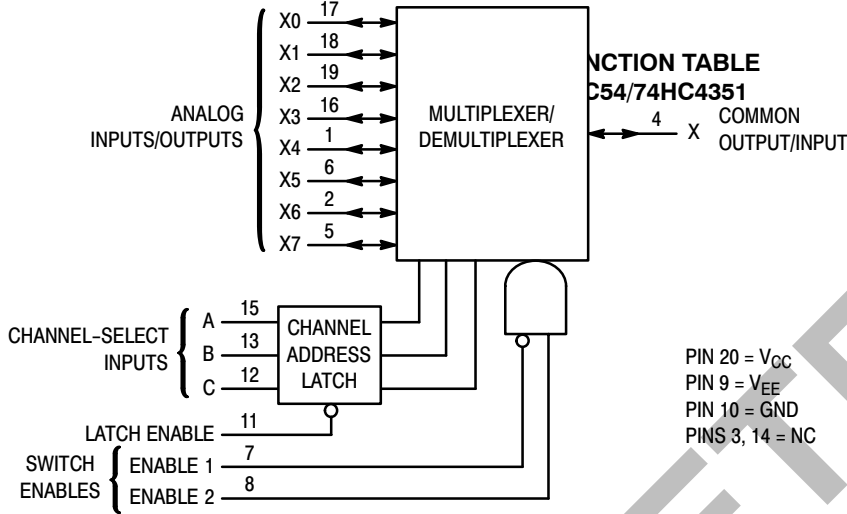 X0 17
X1 18
X2 19
X3 16
X4 1
X5 6
X6 2
X7 5
ANALOG
INPUTS/OUTPUTS
MULTIPLEXER/
DEMULTIPLEXER
NCTION TABLE
C54/74HC4351
4 X COMMON
OUTPUT/INPUT
CHANNEL-SELECT
INPUTS
A 15
B 13
C 12
CHANNEL
ADDRESS
LATCH
LATCH ENABLE 11
SWITCH
ENABLES
ENABLE 1 7
ENABLE 2 8
PIN 20 = VCC
PIN 9 = VEE
PIN 10 = GND
PINS 3, 14 = NC